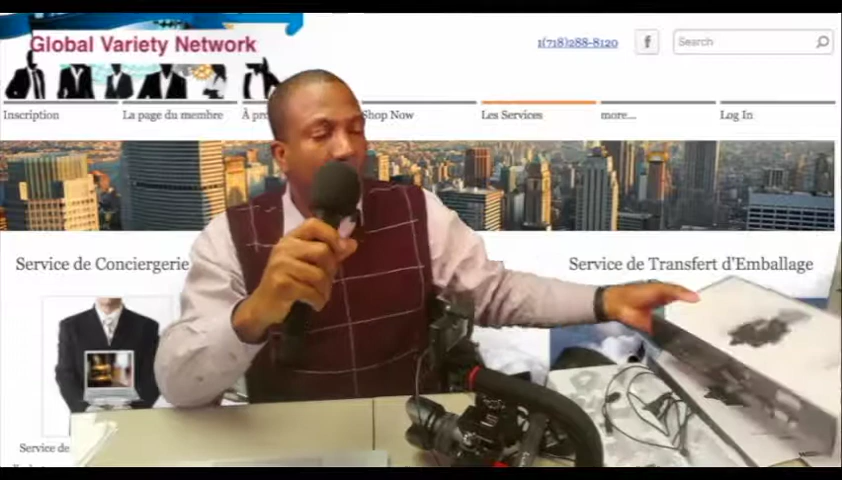 Global Variety Network
1(718)288-8120
f
Search
Inscription
La page du membre
À pr
Shop Now
Les Services
more...
Log In
Service de Conciergerie
Service de Transfert d'Emballage
Service de